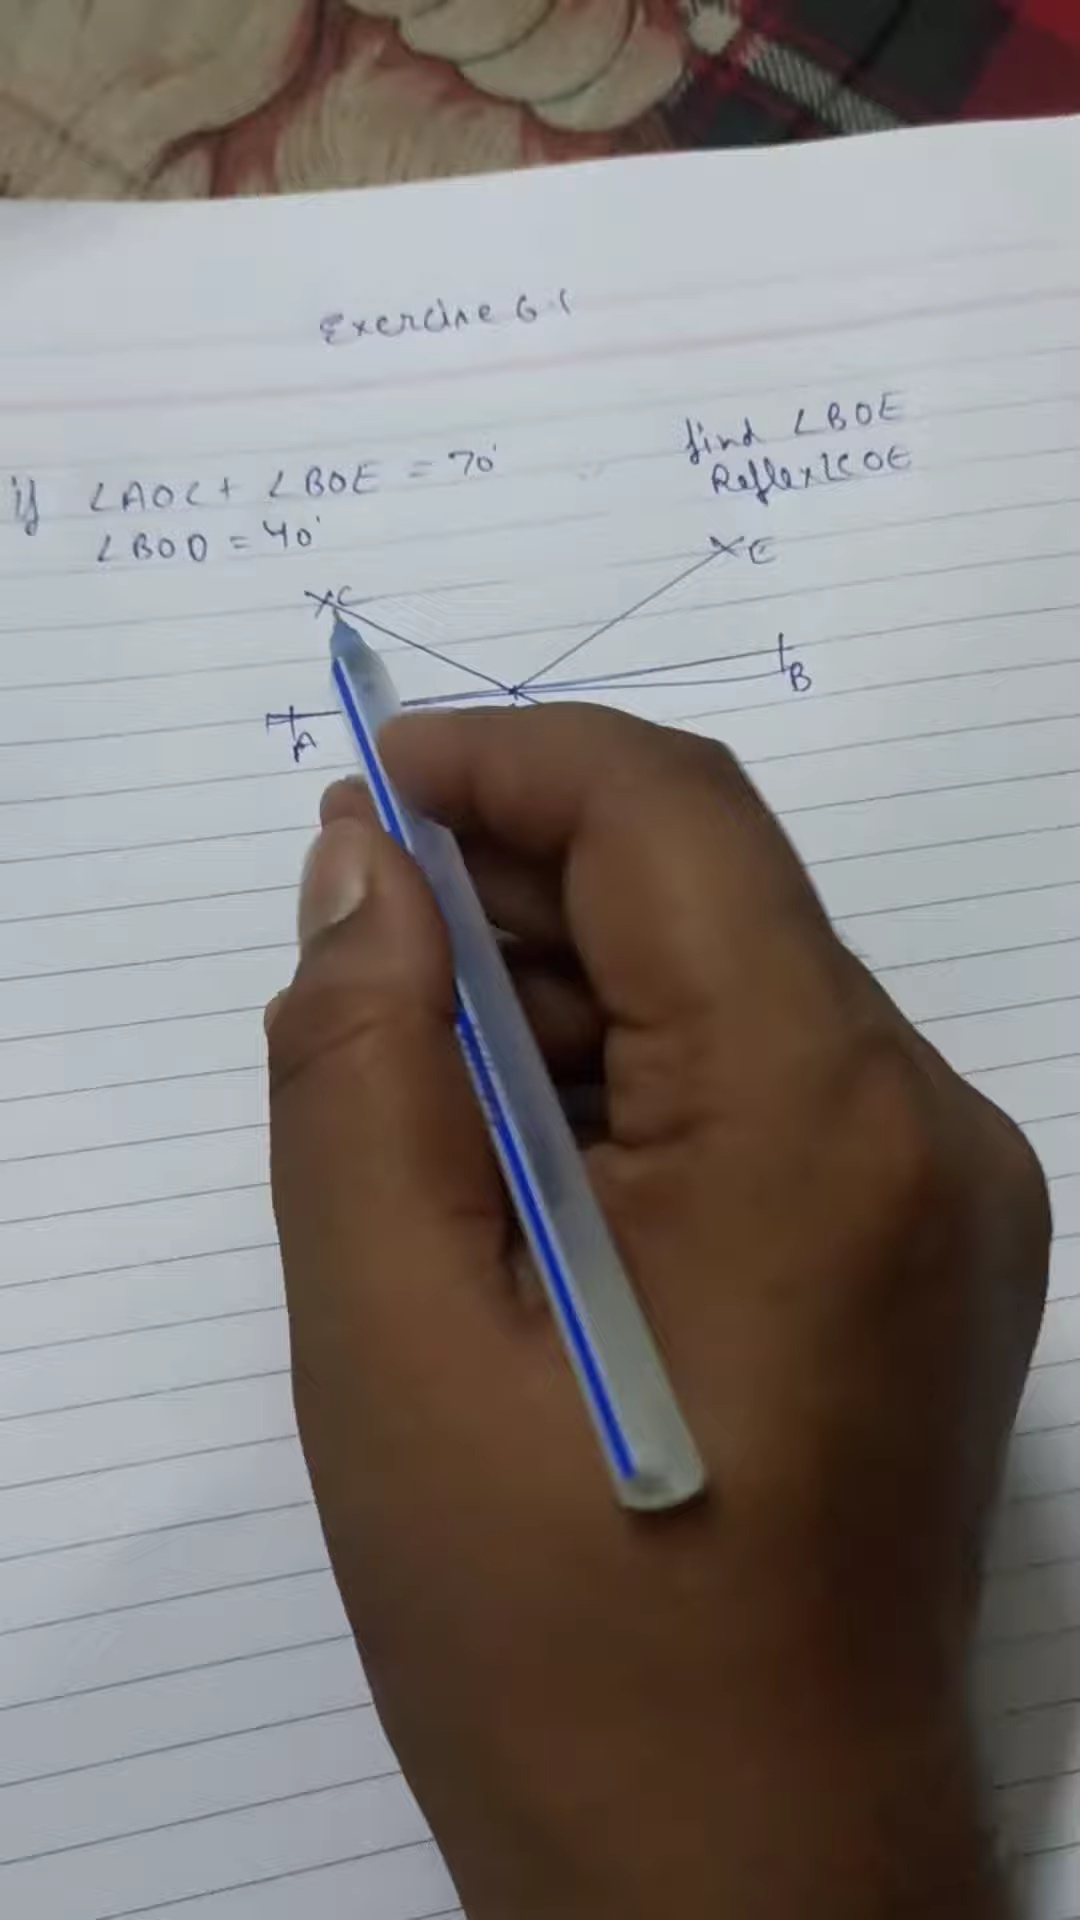 Exercise 6.1
if ∠AOC + ∠BOE = 70°
∠BOD = 40°
find ∠BOE
Reflex∠COE
C
E
A
B